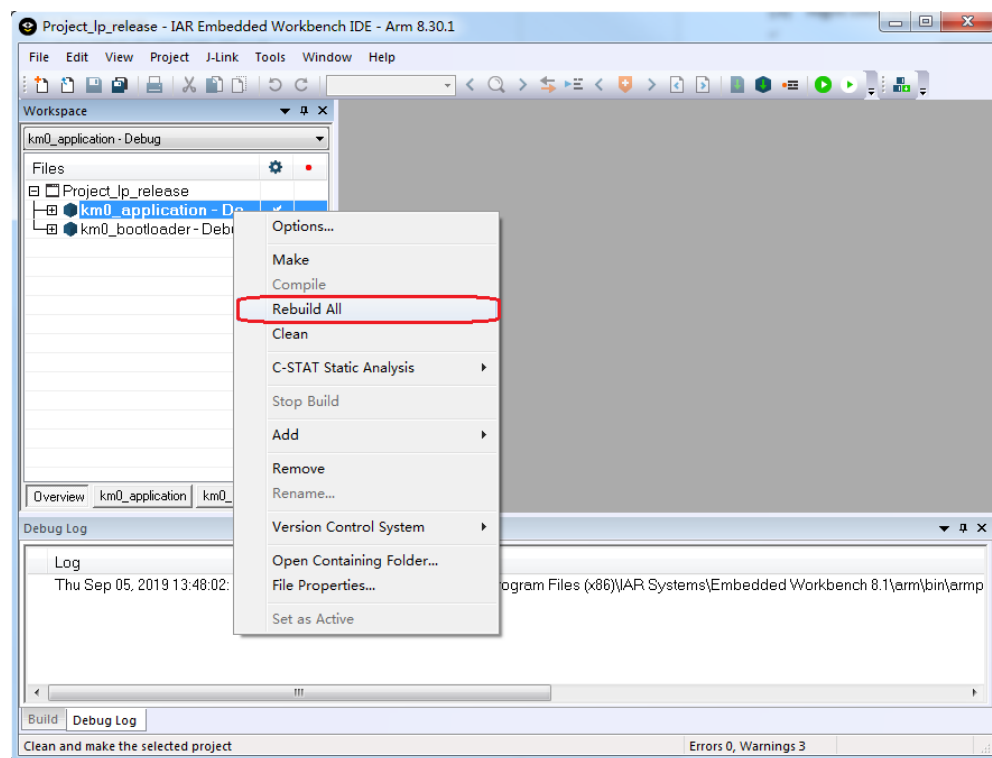 Project_lp_release - IAR Embedded Workbench IDE - Arm 8.30.1
File Edit View Project J-Link Tools Window Help
Workspace
km0_application - Debug
Files
Project_lp_release
km0_application - De
km0_bootloader - Debu
Options...
Make
Compile
Rebuild All
Clean
C-STAT Static Analysis
Stop Build
Add
Remove
Rename...
Version Control System
Open Containing Folder...
File Properties...
Set as Active
Overview km0_application km0_
Debug Log
Log
Thu Sep 05, 2019 13:48:02: ogram Files (x86)\IAR Systems\Embedded Workbench 8.1\arm\bin\armp
Build Debug Log
Clean and make the selected project Errors 0, Warnings 3